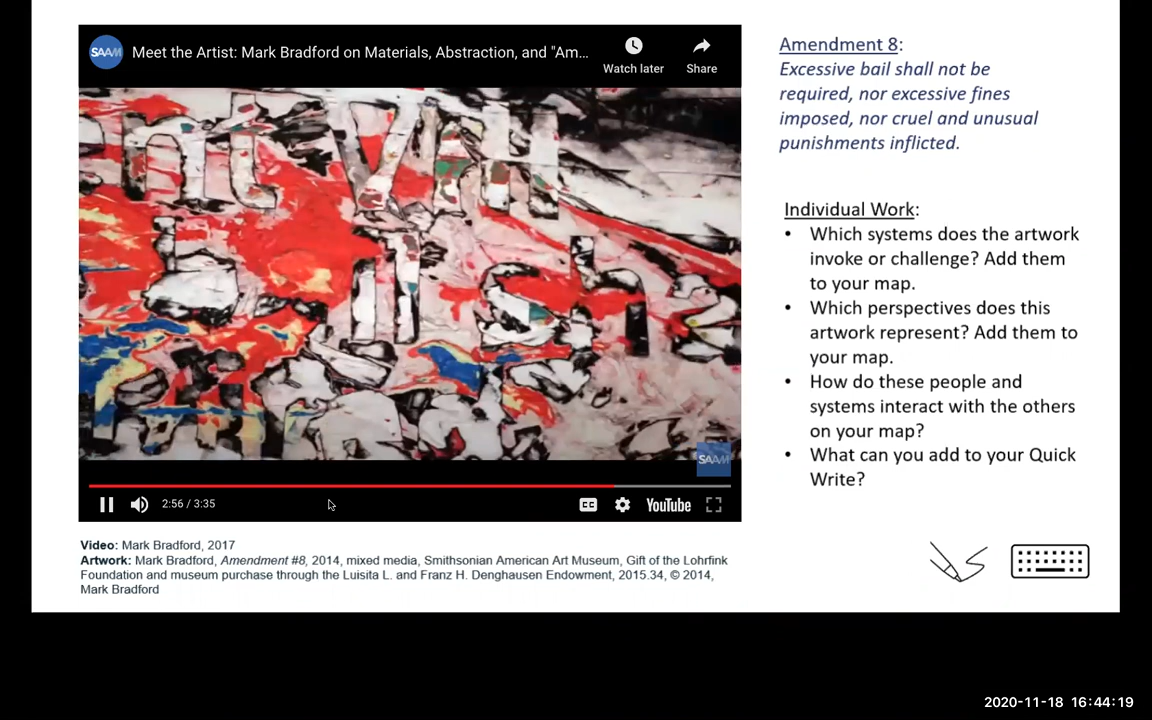 SAAM
Meet the Artist: Mark Bradford on Materials, Abstraction, and "Am...
Watch later
Share
SAAM
2:56 / 3:35
CC
YouTube
Video: Mark Bradford, 2017
Artwork: Mark Bradford, Amendment #8, 2014, mixed media, Smithsonian American Art Museum, Gift of the Lohrfink
Foundation and museum purchase through the Luisita L. and Franz H. Denghausen Endowment, 2015.34, © 2014,
Mark Bradford
Amendment 8:
Excessive bail shall not be
required, nor excessive fines
imposed, nor cruel and unusual
punishments inflicted.
Individual Work:
• Which systems does the artwork
invoke or challenge? Add them
to your map.
• Which perspectives does this
artwork represent? Add them to
your map.
• How do these people and
systems interact with the others
on your map?
• What can you add to your Quick
Write?
2020-11-18 16:44:19